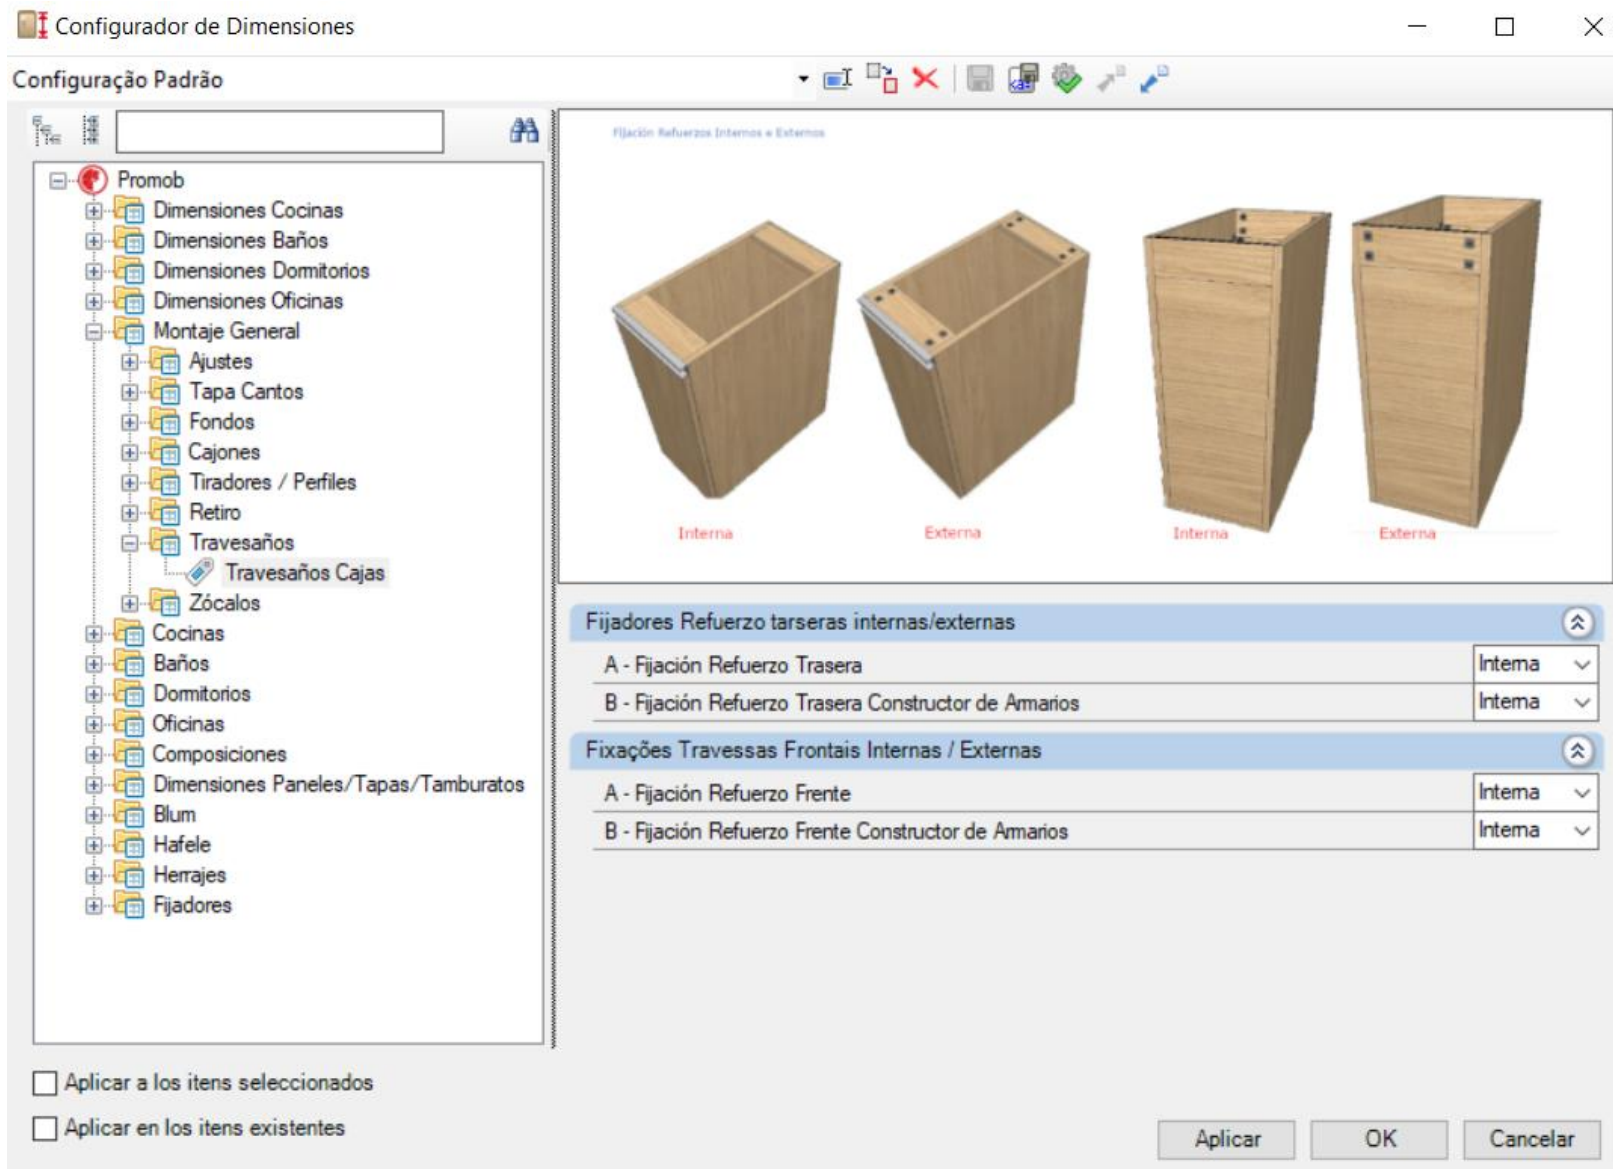 Configurador de Dimensiones
Configuração Padrão
Promob
Dimensiones Cocinas
Dimensiones Baños
Dimensiones Dormitorios
Dimensiones Oficinas
Montaje General
Ajustes
Tapa Cantos
Fondos
Cajones
Tiradores / Perfiles
Retiro
Travesaños
Travesaños Cajas
Zócalos
Cocinas
Baños
Dormitorios
Oficinas
Composiciones
Dimensiones Paneles/Tapas/Tamburatos
Blum
Hafele
Herrajes
Fijadores
Aplicar a los itens seleccionados
Aplicar en los itens existentes
Fijación Refuerzos Internos e Externos
Interna Externa Interna Externa
Fijadores Refuerzo tarseras internas/externas
A - Fijación Refuerzo Trasera Interna
B - Fijación Refuerzo Trasera Constructor de Armarios Interna
Fixações Travessas Frontais Internas / Externas
A - Fijación Refuerzo Frente Interna
B - Fijación Refuerzo Frente Constructor de Armarios Interna
Aplicar OK Cancelar